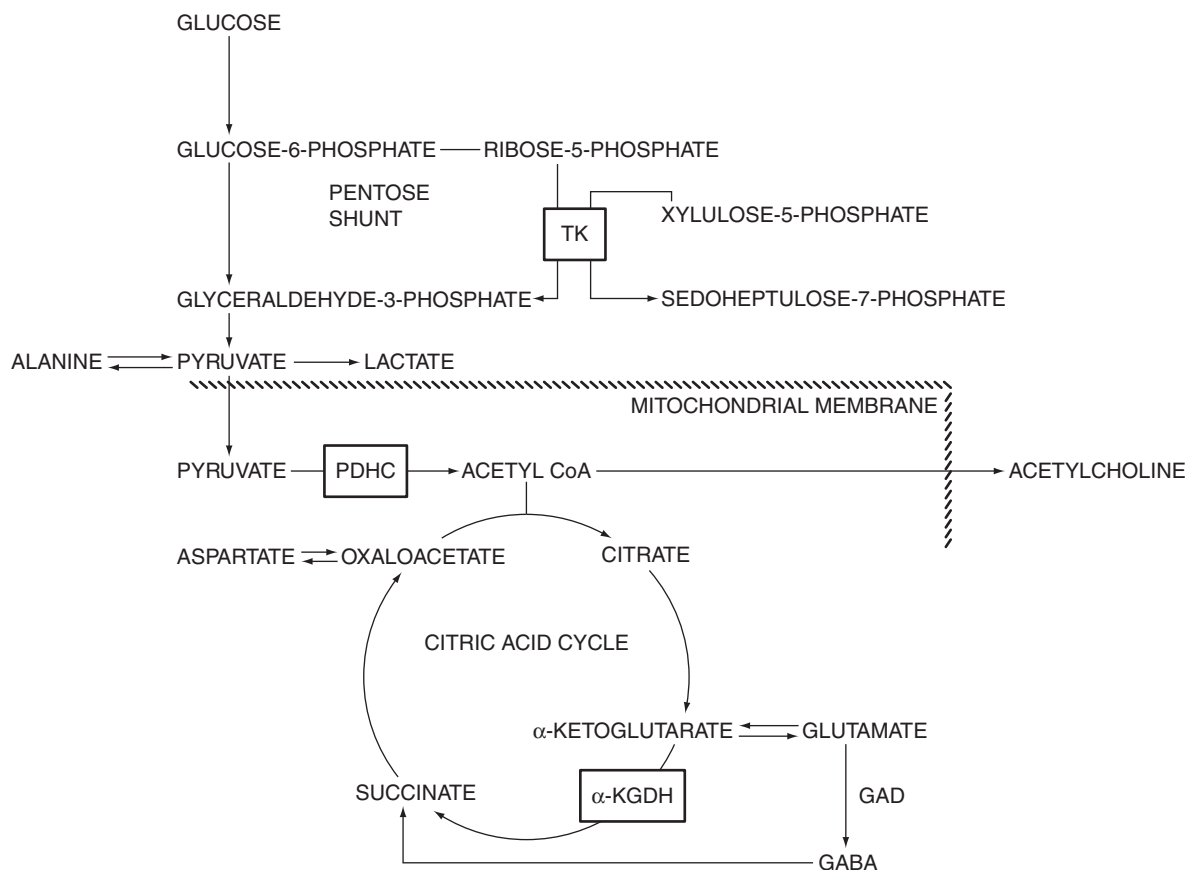 GLUCOSE
GLUCOSE-6-PHOSPHATE
RIBOSE-5-PHOSPHATE
PENTOSE
SHUNT
XYLULOSE-5-PHOSPHATE
TK
GLYCERALDEHYDE-3-PHOSPHATE
SEDOHEPTULOSE-7-PHOSPHATE
ALANINE
PYRUVATE
LACTATE
MITOCHONDRIAL MEMBRANE
PYRUVATE
PDHC
ACETYL CoA
ACETYLCHOLINE
ASPARTATE
OXALOACETATE
CITRATE
CITRIC ACID CYCLE
α-KETOGLUTARATE
GLUTAMATE
SUCCINATE
α-KGDH
GAD
GABA